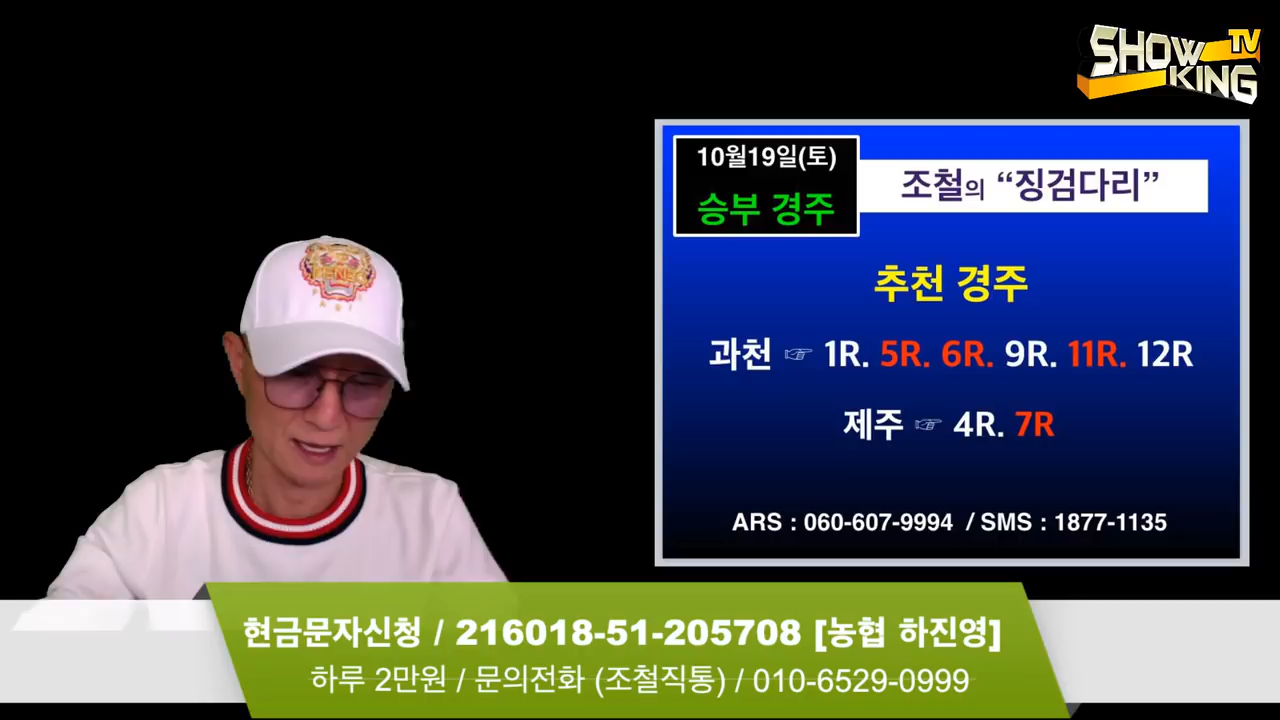 SHOW TV
KING
10월19일(토)
승부 경주
조철의 “징검다리”
추천 경주
과천 ☞ 1R. 5R. 6R. 9R. 11R. 12R
제주 ☞ 4R. 7R
ARS : 060-607-9994 / SMS : 1877-1135
현금문자신청 / 216018-51-205708 [농협 하진영]
하루 2만원 / 문의전화 (조철직통) / 010-6529-0999